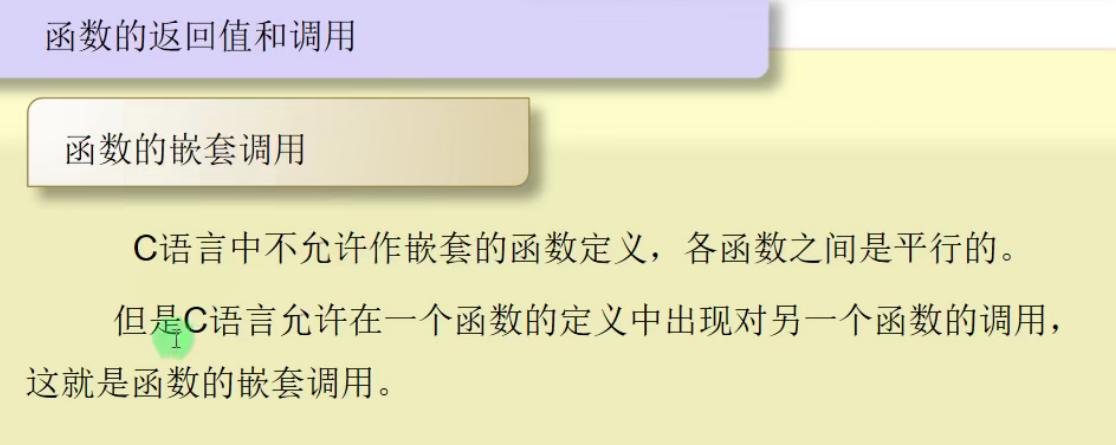 函数的返回值和调用
函数的嵌套调用
C语言中不允许作嵌套的函数定义，各函数之间是平行的。
但是C语言允许在一个函数的定义中出现对另一个函数的调用，
这就是函数的嵌套调用。